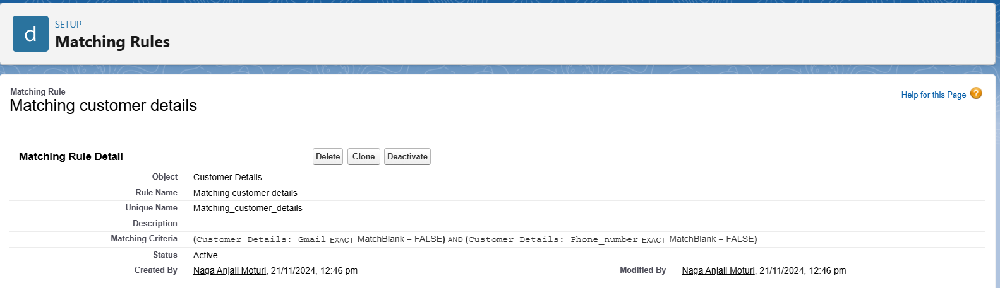 d
SETUP
Matching Rules
Matching Rule
Matching customer details
Help for this Page ?
Matching Rule Detail Delete Clone Deactivate
Object Customer Details
Rule Name Matching customer details
Unique Name Matching_customer_details
Description
Matching Criteria (Customer Details: Gmail EXACT MatchBlank = FALSE) AND (Customer Details: Phone_number EXACT MatchBlank = FALSE)
Status Active
Created By Naga Anjali Moturi, 21/11/2024, 12:46 pm Modified By Naga Anjali Moturi, 21/11/2024, 12:46 pm